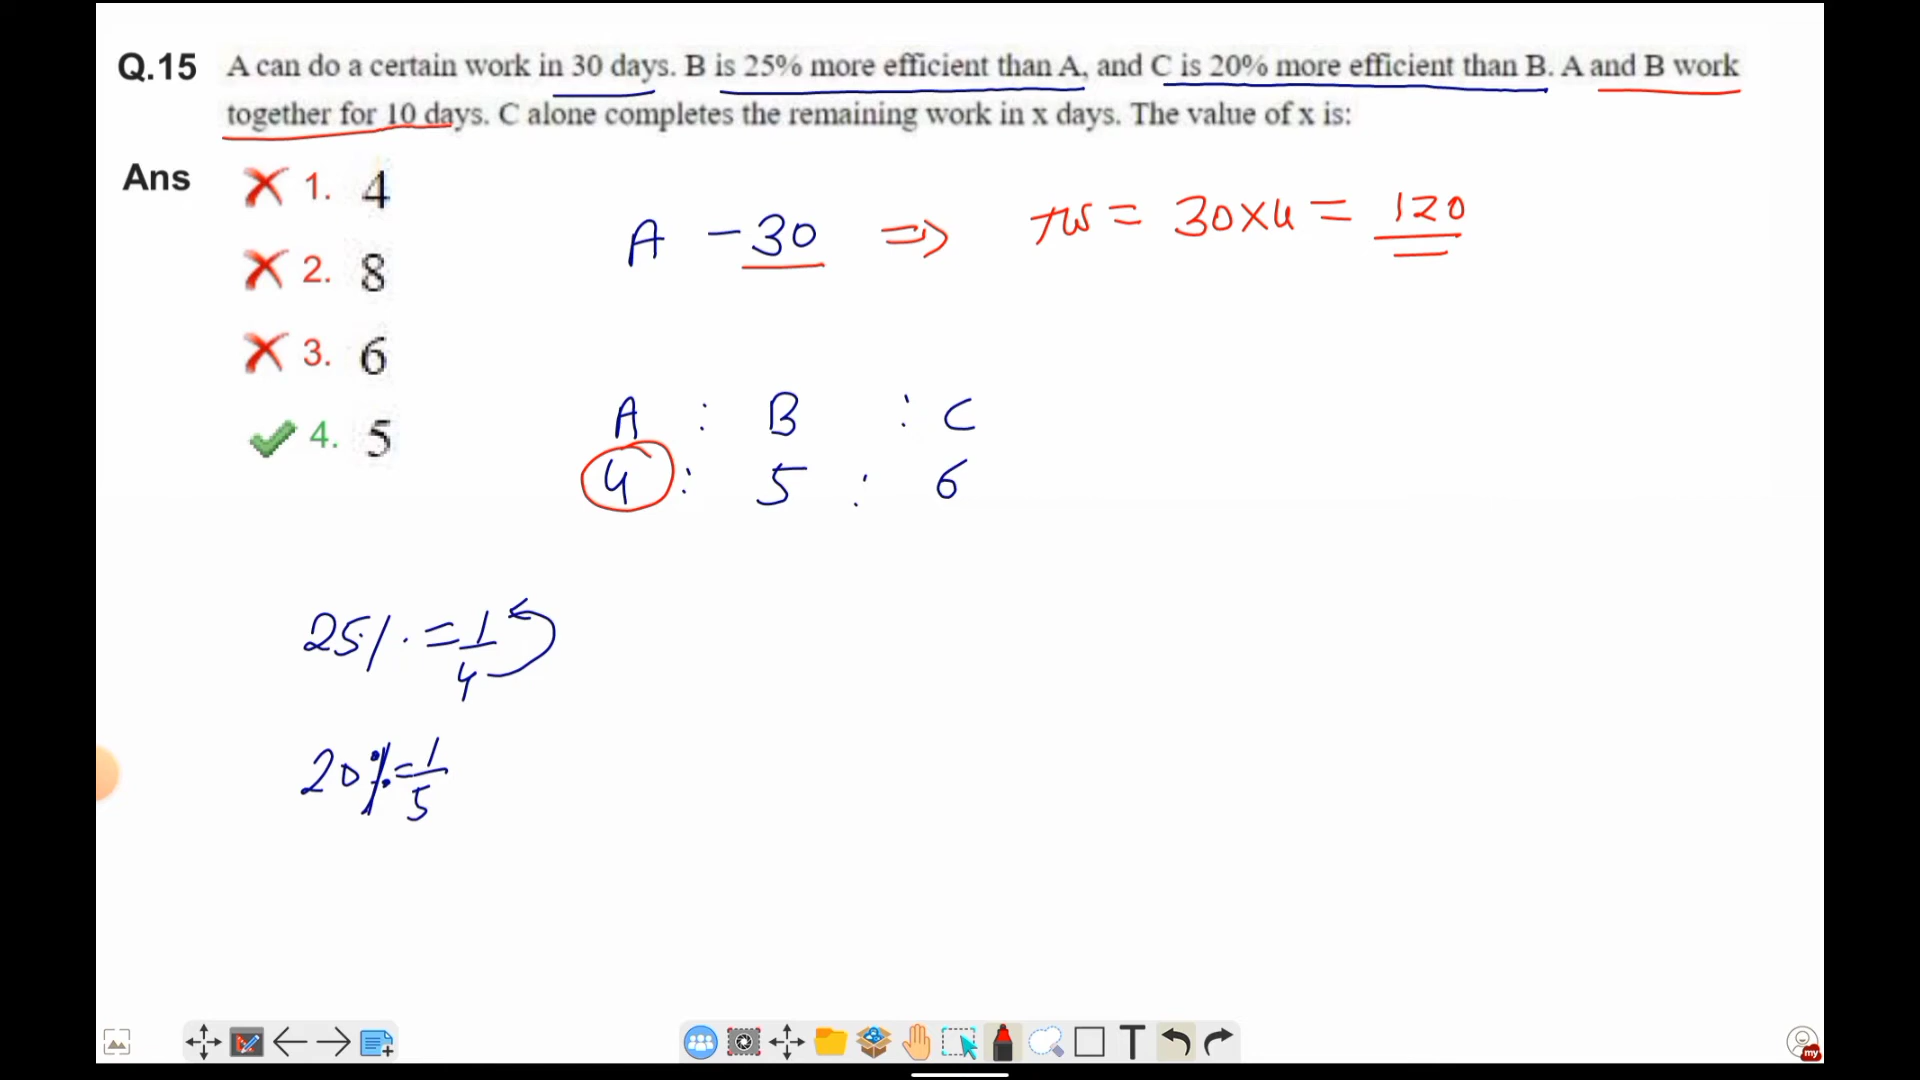 Q.15 A can do a certain work in 30 days. B is 25% more efficient than A, and C is 20% more efficient than B. A and B work
together for 10 days. C alone completes the remaining work in x days. The value of x is:
Ans
1. 4
2. 8
3. 6
4. 5
A - 30 => TW = 30×4 = 120
A : B : C
4 : 5 : 6
25% = 1/4
20% = 1/5
T
my